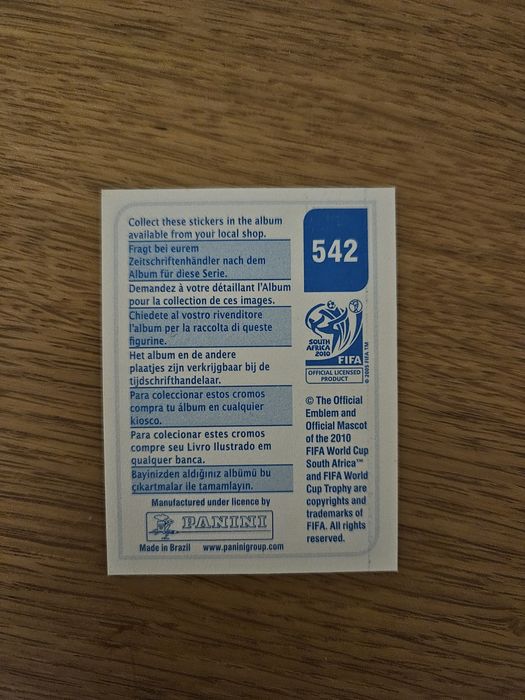 Collect these stickers in the album
available from your local shop.
Fragt bei eurem
Zeitschriftenhändler nach dem
Album für diese Serie.
Demandez à votre détaillant l'Album
pour la collection de ces images.
Chiedete al vostro rivenditore
l'album per la raccolta di queste
figurine.
Het album en de andere
plaatjes zijn verkrijgbaar bij de
tijdschrifthandelaar.
Para coleccionar estos cromos
compra tu álbum en cualquier
kiosco.
Para colecionar estes cromos
compre seu Livro Ilustrado em
qualquer banca.
Bayinizden aldığınız albümü bu
çıkartmalar ile tamamlayın.
Manufactured under licence by
PANINI
Made in Brazil www.paninigroup.com
542
SOUTH
AFRICA
2010
FIFA
OFFICIAL LICENSED
PRODUCT
© 2005 FIFA TM
© The Official
Emblem and
Official Mascot
of the 2010
FIFA World Cup
South Africa™
and FIFA World
Cup Trophy are
copyrights and
trademarks of
FIFA. All rights
reserved.